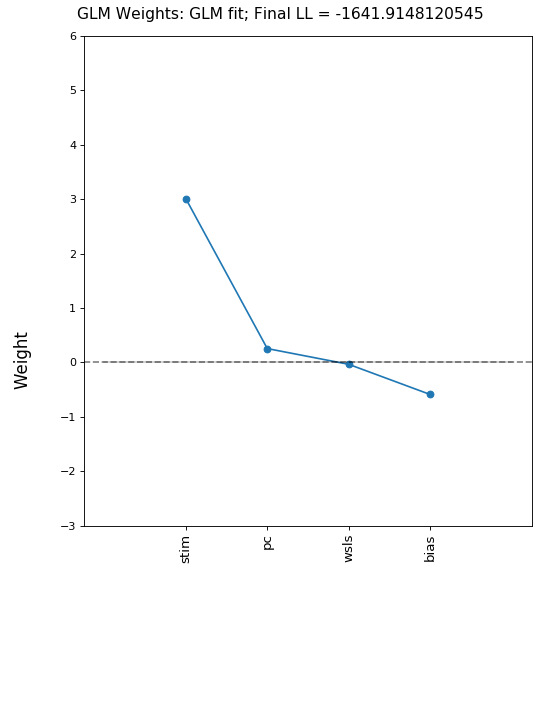 GLM Weights: GLM fit; Final LL = -1641.9148120545
6
5
4
3
2
1
0
−1
−2
−3
Weight
stim
pc
wsls
bias